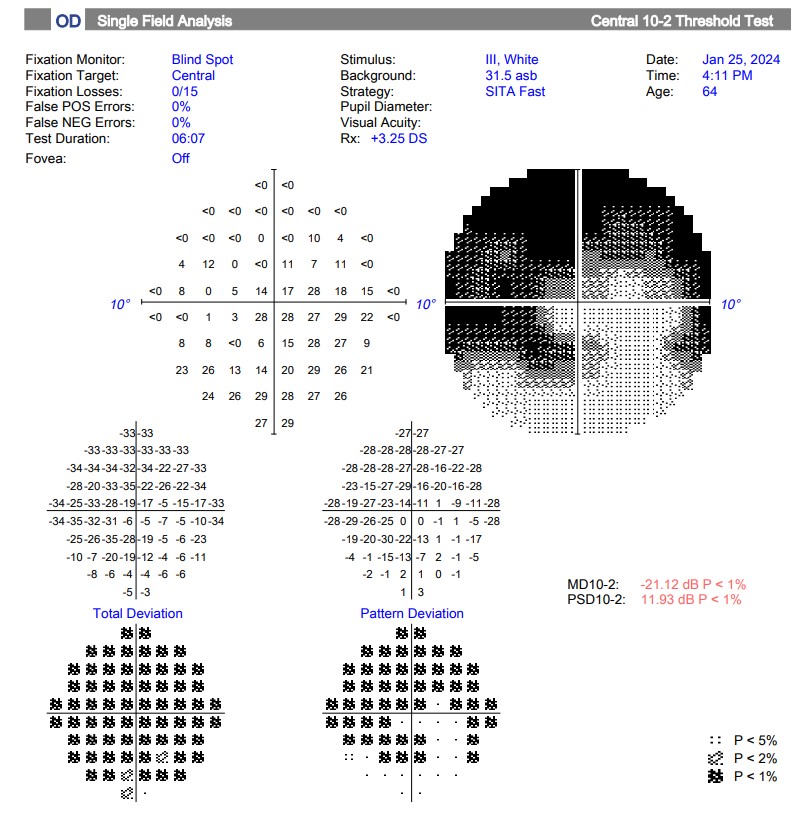 OD Single Field Analysis Central 10-2 Threshold Test
Fixation Monitor: Blind Spot Stimulus: III, White Date: Jan 25, 2024
Fixation Target: Central Background: 31.5 asb Time: 4:11 PM
Fixation Losses: 0/15 Strategy: SITA Fast Age: 64
False POS Errors: 0% Pupil Diameter:
False NEG Errors: 0% Visual Acuity:
Test Duration: 06:07 Rx: +3.25 DS
Fovea: Off
<0 <0
<0 <0 <0 <0 <0 <0
<0 <0 <0 0 <0 10 4 <0
4 12 0 <0 11 7 11 <0
<0 8 0 5 14 17 28 18 15 <0
10° 10° 10°
<0 <0 1 3 28 28 27 29 22 <0
8 8 <0 6 15 28 27 9
23 26 13 14 20 29 26 21
24 26 29 28 27 26
27 29
-33 -33 -27 -27
-33 -33 -33 -33 -33 -33 -28 -28 -28 -28 -27 -27
-34 -34 -34 -32 -34 -22 -27 -33 -28 -28 -28 -27 -28 -16 -22 -28
-28 -20 -33 -35 -22 -26 -22 -34 -23 -15 -27 -29 -16 -20 -16 -28
-34 -25 -33 -28 -19 -17 -5 -15 -17 -33 -28 -19 -27 -23 -14 -11 1 -9 -11 -28
-34 -35 -32 -31 -6 -5 -7 -5 -10 -34 -28 -29 -26 -25 0 0 -1 1 -5 -28
-25 -26 -35 -28 -19 -12 -5 -6 -23 -19 -20 -30 -22 -13 1 -1 -17
-10 -7 -20 -19 -12 -4 -6 -11 -4 -1 -15 -13 -7 2 -1 -5
-8 -6 -4 -4 -6 -6 -2 -1 2 1 0 -1
-5 -3 1 3
MD10-2: -21.12 dB P < 1%
PSD10-2: 11.93 dB P < 1%
Total Deviation Pattern Deviation
P < 5%
P < 2%
P < 1%